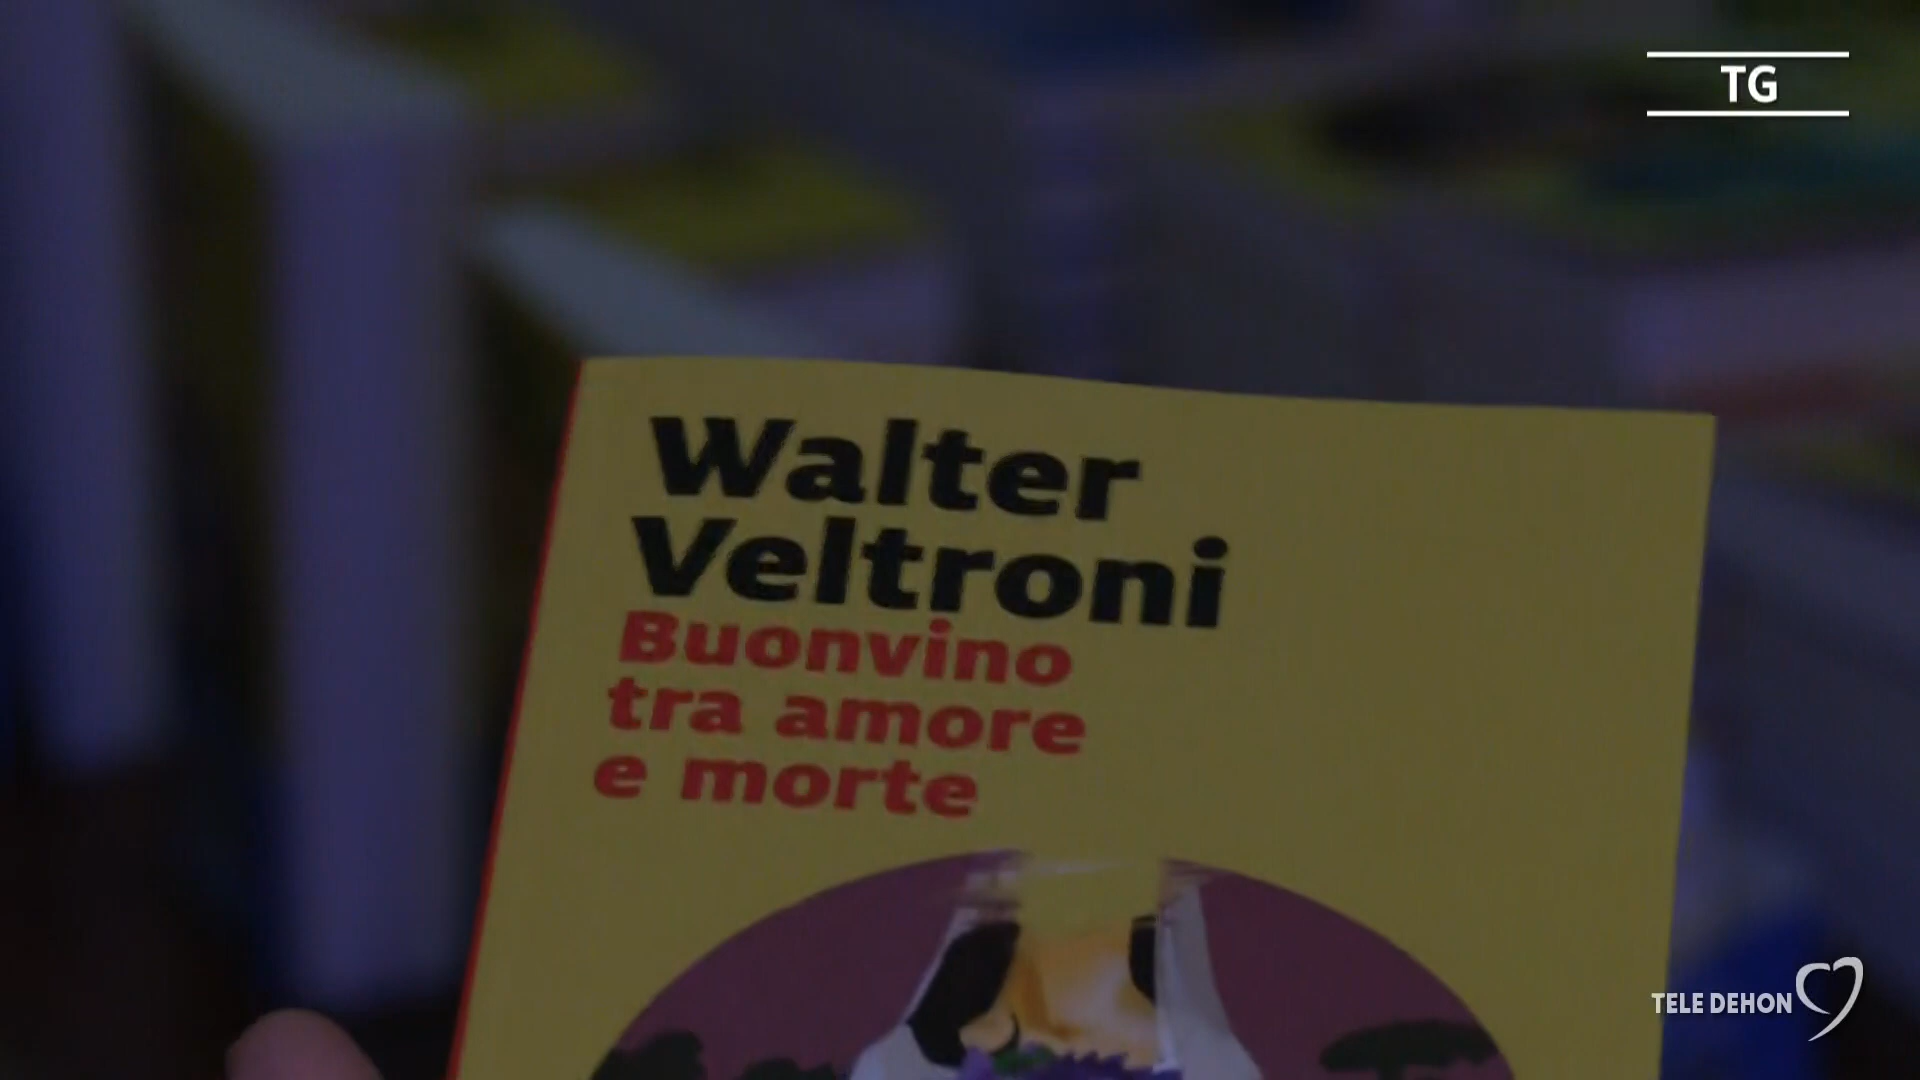 TG
Walter
Veltroni
Buonvino
tra amore
e morte
TELE DEHON